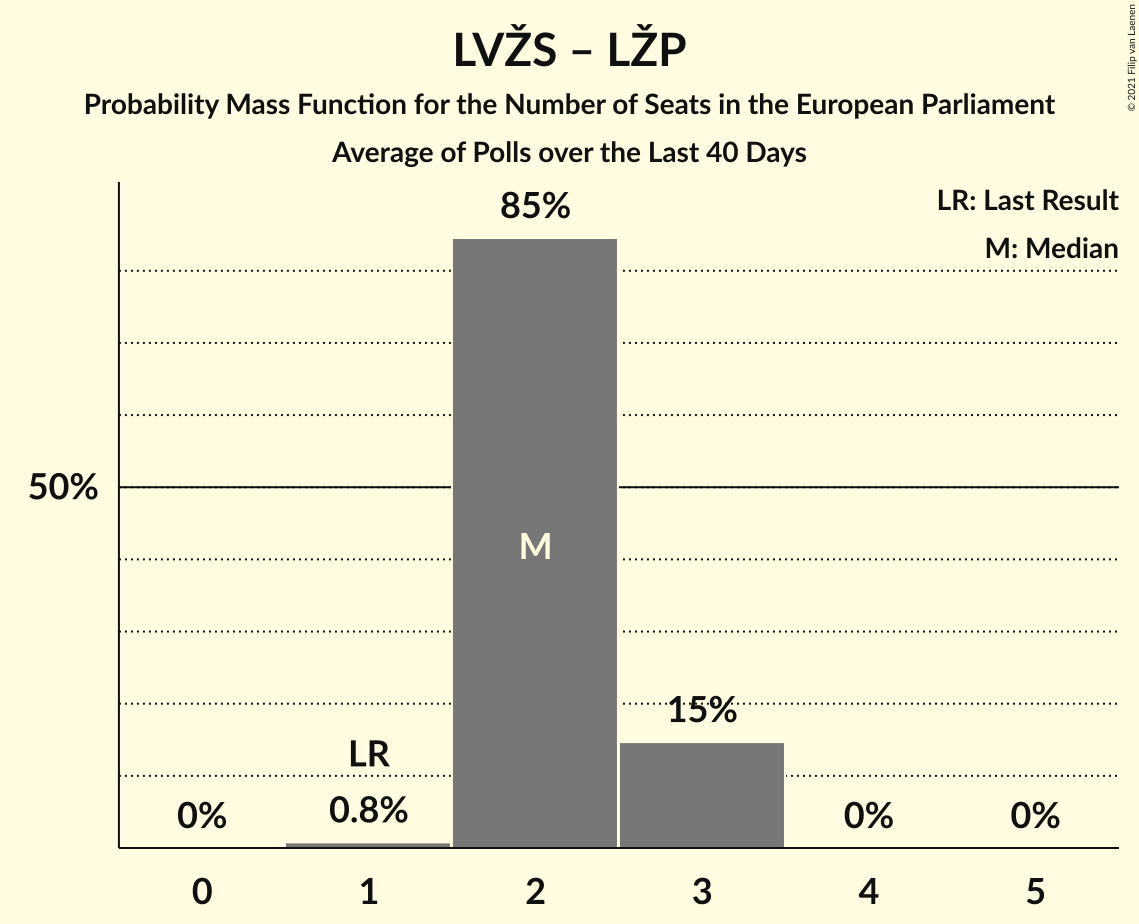 LVŽS – LŽP
Probability Mass Function for the Number of Seats in the European Parliament
Average of Polls over the Last 40 Days
© 2021 Filip van Laenen
LR: Last Result
M: Median
85%
50%
M
15%
LR
0%
0.8%
0%
0%
0
1
2
3
4
5